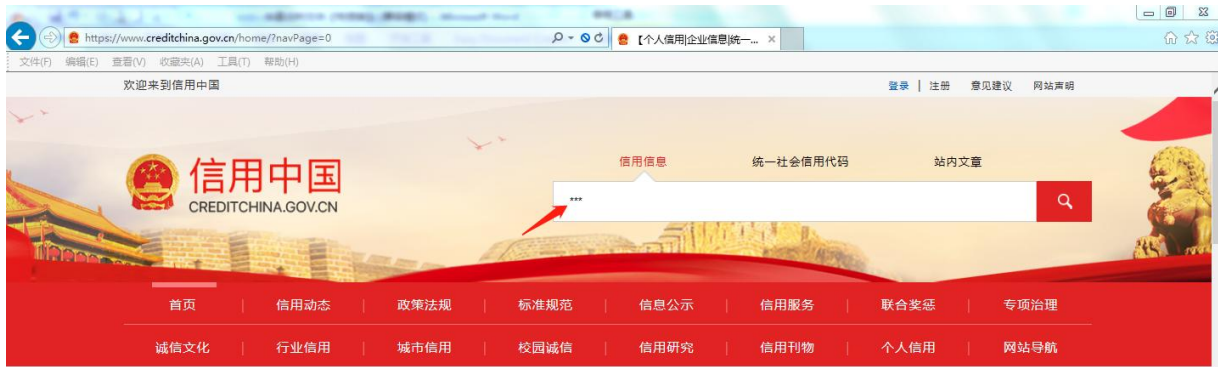 https://www.creditchina.gov.cn/home/?navPage=0
【个人信用|企业信息|统一... ×
文件(F) 编辑(E) 查看(V) 收藏夹(A) 工具(T) 帮助(H)
欢迎来到信用中国
登录 | 注册 意见建议 网站声明
信用信息 统一社会信用代码 站内文章
信用中国
CREDITCHINA.GOV.CN
***
首页 | 信用动态 | 政策法规 | 标准规范 | 信息公示 | 信用服务 | 联合奖惩 | 专项治理
诚信文化 | 行业信用 | 城市信用 | 校园诚信 | 信用研究 | 信用刊物 | 个人信用 | 网站导航